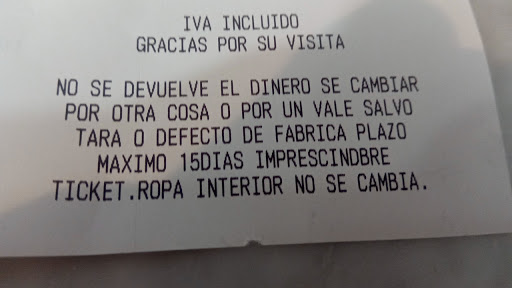 IVA INCLUIDO
GRACIAS POR SU VISITA
NO SE DEVUELVE EL DINERO SE CAMBIAR
POR OTRA COSA O POR UN VALE SALVO
TARA O DEFECTO DE FABRICA PLAZO
MAXIMO 15DIAS IMPRESCINDBRE
TICKET.ROPA INTERIOR NO SE CAMBIA.